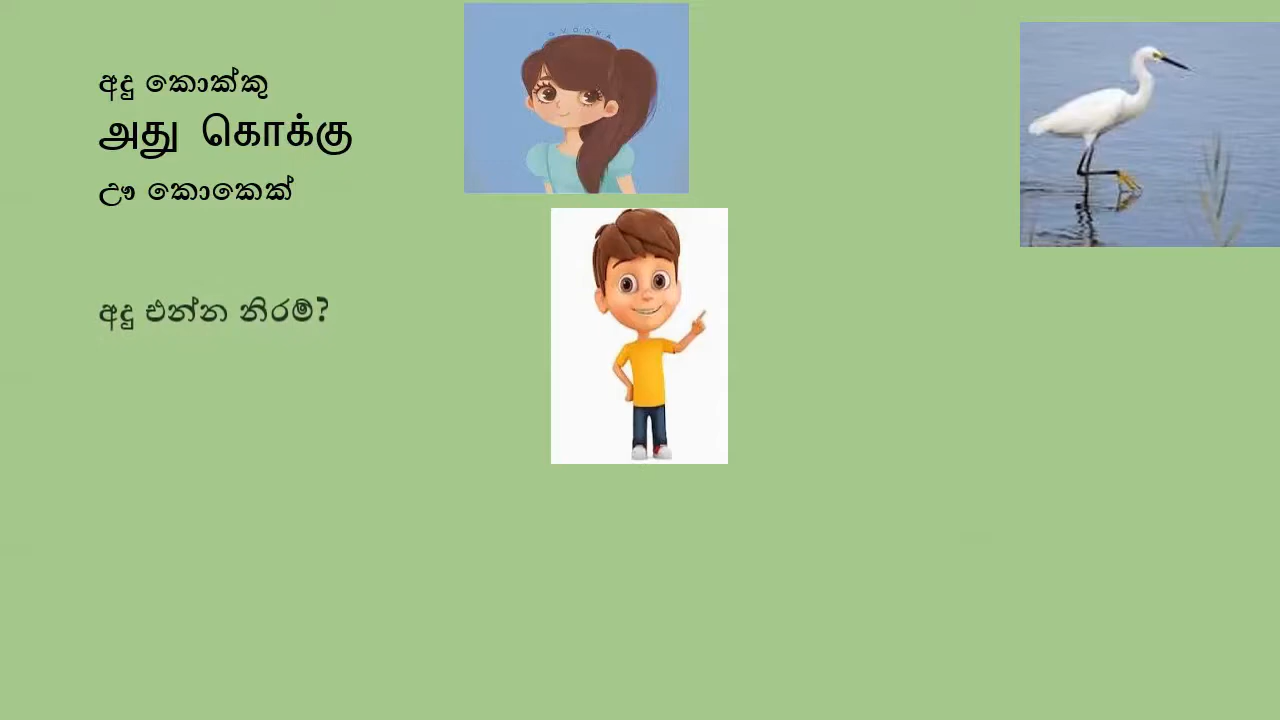 අදු කොක්කු
அது கொக்கு
ඌ කොකෙක්
අදු එන්න නිරම්?